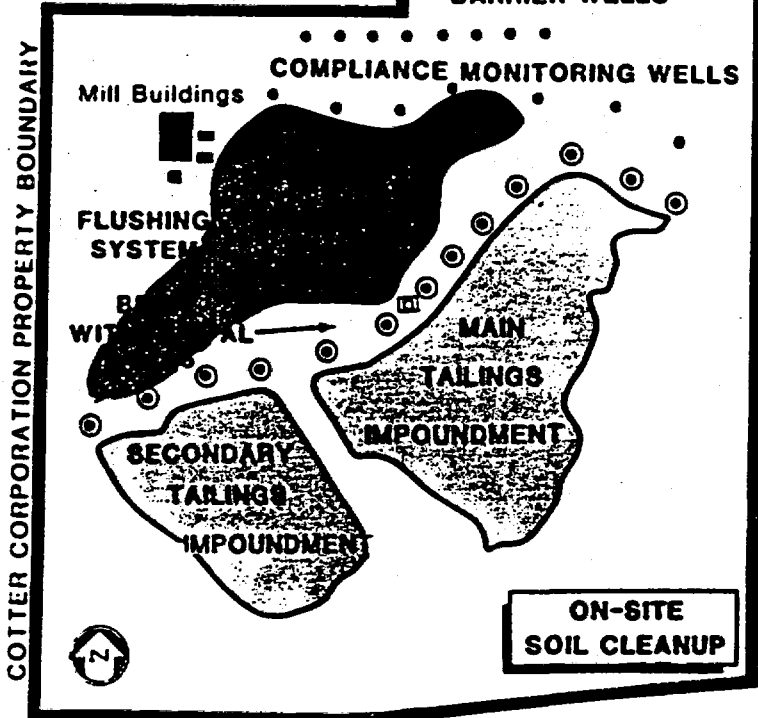 WELLS
COMPLIANCE MONITORING WELLS
Mill Buildings
COTTER CORPORATION PROPERTY BOUNDARY
FLUSHING
SYSTEM
MAIN
TAILINGS
IMPOUNDMENT
SECONDARY
TAILINGS
IMPOUNDMENT
ON-SITE
SOIL CLEANUP
N